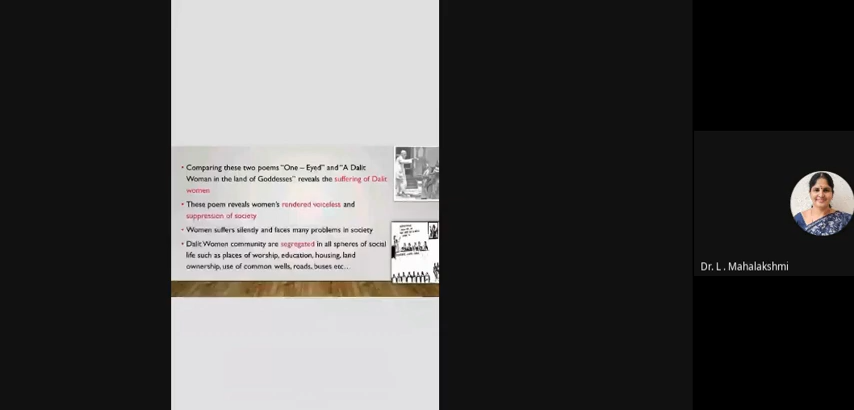 • Comparing these two poems "One – Eyed" and "A Dalit
Woman in the land of Goddesses" reveals the suffering of Dalit
women
• These poem reveals women's rendered voiceless and
suppression of society
• Women suffers silently and faces many problems in society
• Dalit Women community are segregated in all spheres of social
life such as places of worship, education, housing, land
ownership, use of common wells, roads, buses etc…
Dr. L . Mahalakshmi